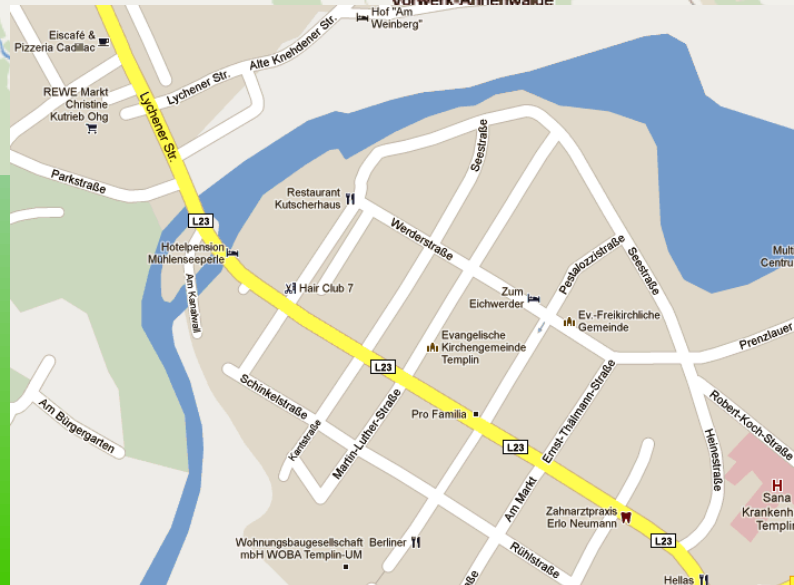 Vorwerk-Annenwalde
Hof "Am
Weinberg"
Eiscafé &
Pizzeria Cadillac
Alte Knehdener Str.
Lychener Str.
REWE Markt
Christine
Kutrieb Ohg
Lychener Str.
Parkstraße
Seestraße
Restaurant
Kutscherhaus
L23
Werderstraße
Hotelpension
Mühlenseeperle
Pestalozzistraße
Seestraße
Multi
Centru
Am Kanalwall
Hair Club 7
Zum
Eichwerder
Ev.-Freikirchliche
Gemeinde
Evangelische
Kirchengemeinde
Templin
Prenzlauer
L23
Schinkelstraße
Ernst-Thälmann-Straße
Robert-Koch-Straße
Am Bürgergarten
Kantstraße
Martin-Luther-Straße
Pro Familia
L23
Heinestraße
Am Markt
H
Sana
Krankenh
Templin
Zahnarztpraxis
Erlo Neumann
Wohnungsbaugesellschaft
mbH WOBA Templin-UM
Berliner
Rühlstraße
L23
aße
Hellas